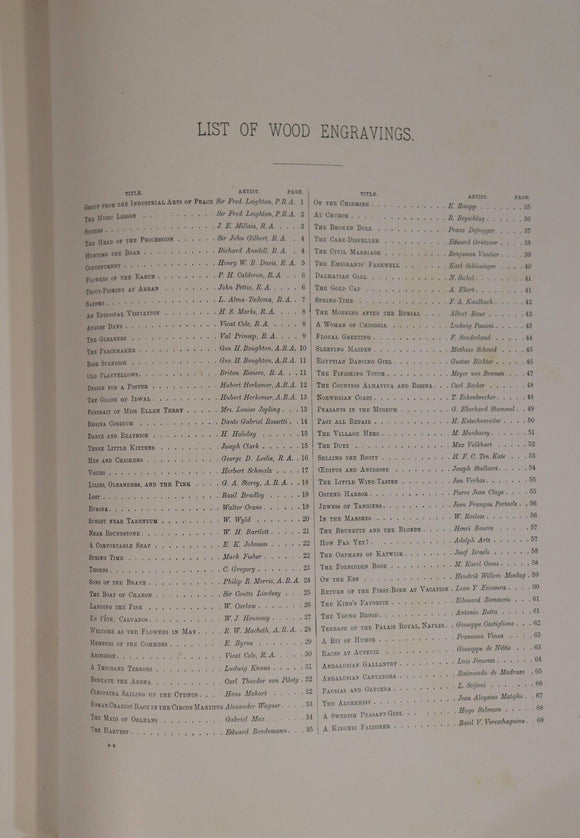 LIST OF WOOD ENGRAVINGS.
TITLE. ARTIST. PAGE.
Group from the Industrial Arts of Peace Sir Fred. Leighton, P.R.A. 1
The Music Lesson Sir Fred. Leighton, P.R.A. 2
Sisters J. E. Millais, R.A. 3
The Head of the Procession Sir John Gilbert, R.A. 4
Hunting the Boar Richard Ansdell, R.A. 4
Contentment Henry W. B. Davis, R.A. 5
Flowers of the Earth P. H. Calderon, R.A. 6
Trout-Fishing at Arran John Pettie, R.A. 6
Sappho L. Alma-Tadema, R.A. 7
An Episcopal Visitation H. S. Marks, R.A. 8
August Days Vicat Cole, R.A. 8
The Gleaners Val Prinsep, R.A. 9
The Peacemaker Geo. H. Boughton, A.R.A. 10
Rose Standish Geo. H. Boughton, A.R.A. 11
Old Playfellows Briton Riviere, R.A. 11
Design for a Poster Hubert Herkomer, A.R.A. 12
The Gloom of Idwal Hubert Herkomer, A.R.A. 13
Portrait of Miss Ellen Terry Mrs. Louise Jopling 13
Regina Cordium Dante Gabriel Rossetti 14
Dante and Beatrice H. Holiday 15
Three Little Kittens Joseph Clark 15
Hen and Chickens George D. Leslie, R.A. 16
Voices Herbert Schmalz 17
Lilies, Oleanders, and the Pink G. A. Storey, A.R.A. 18
Lost Basil Bradley 19
Europa Walter Crane 19
Sunset near Tarentum W. Wyld 20
Near Roundstone W. H. Bartlett 21
A Comfortable Seat E. K. Johnson 22
Spring Time Mark Fisher 22
Thorns C. Gregory 23
Sons of the Brave Philip R. Morris, A.R.A. 24
The Boat of Charon Sir Coutts Lindsay 25
Landing the Fish W. Carlaw 26
En Fête, Calvados W. J. Hennessy 27
Welcome as the Flowers in May R. W. Macbeth, A.R.A. 28
Members of the Commons E. Byrne 29
Abingdon Vicat Cole, R.A. 30
A Thousand Terrors Ludwig Knaus 31
Beneath the Arena Carl Theodor von Piloty 32
Cleopatra Sailing up the Cydnus Hans Makart 32
Roman Chariot Race in the Circus Maximus Alexander Wagner 33
The Maid of Orleans Gabriel Max 34
The Harvest Eduard Bendemann 35
**
TITLE. ARTIST. PAGE.
On the Chiemsee K. Raupp 35
At Church R. Beyschlag 36
The Broken Doll Franz Defregger 37
The Care-Dispeller Eduard Grützner 38
The Civil Marriage Benjamin Vautier 39
The Emigrants' Farewell Karl Schlesinger 40
Dalmatian Girl N. Sichel 41
The Gold Cap A. Ebert 41
Spring-Time F. A. Kaulbach 42
The Morning after the Burial Albert Baur 42
A Woman of Chioggia Ludwig Passini 43
Floral Greeting F. Sonderland 44
Sleeping Maiden Mathias Schmid 45
Egyptian Dancing Girl Gustav Richter 46
The Finishing Touch Meyer von Bremen 47
The Countess Almaviva and Rosina Carl Becker 48
Norwegian Coast T. Eckenbrecher 48
Peasants in the Museum G. Eberhard Stammel 49
Past all Repair H. Kotschenreiter 50
The Village Hero M. Munkacsy 51
The Duet Max Volkhart 52
Selling the Booty H. F. C. Ten Kate 53
Œdipus and Antigone Joseph Stallaert 54
The Little Wine-Taster Jan Verhas 55
Ostend Harbor Pierre Jean Clays 55
Jewess of Tangiers Jean François Portaels 56
In the Marshes W. Roelofs 56
The Brunette and the Blonde Henri Bource 57
How Far Yet? Adolph Artz 57
The Orphans of Katwijk Josef Israels 58
The Forbidden Book M. Karel Ooms 58
On the Ebb Hendrik Willem Mesdag 59
Return of the First-Born at Vacation Leon Y Escosura 60
The King's Favorite Edouard Zamacois 61
The Young Brood Antonio Rotta 61
Terrace of the Palais Royal, Naples Giuseppe Castiglione 62
A Bit of Humor Francesco Vinea 63
Races at Auteuil Giuseppe de Nittis 63
Andalusian Gallantry Luis Jimenez 64
Andalusian Cantadora Raimundo de Madrazo 65
Pausias and Glycera L. Scifoni 66
The Alchemist Jean Aloysius Matejko 67
A Swedish Peasant-Girl Hugo Salmson 68
A Kirghis Falconer Basil V. Vereschaguine 69